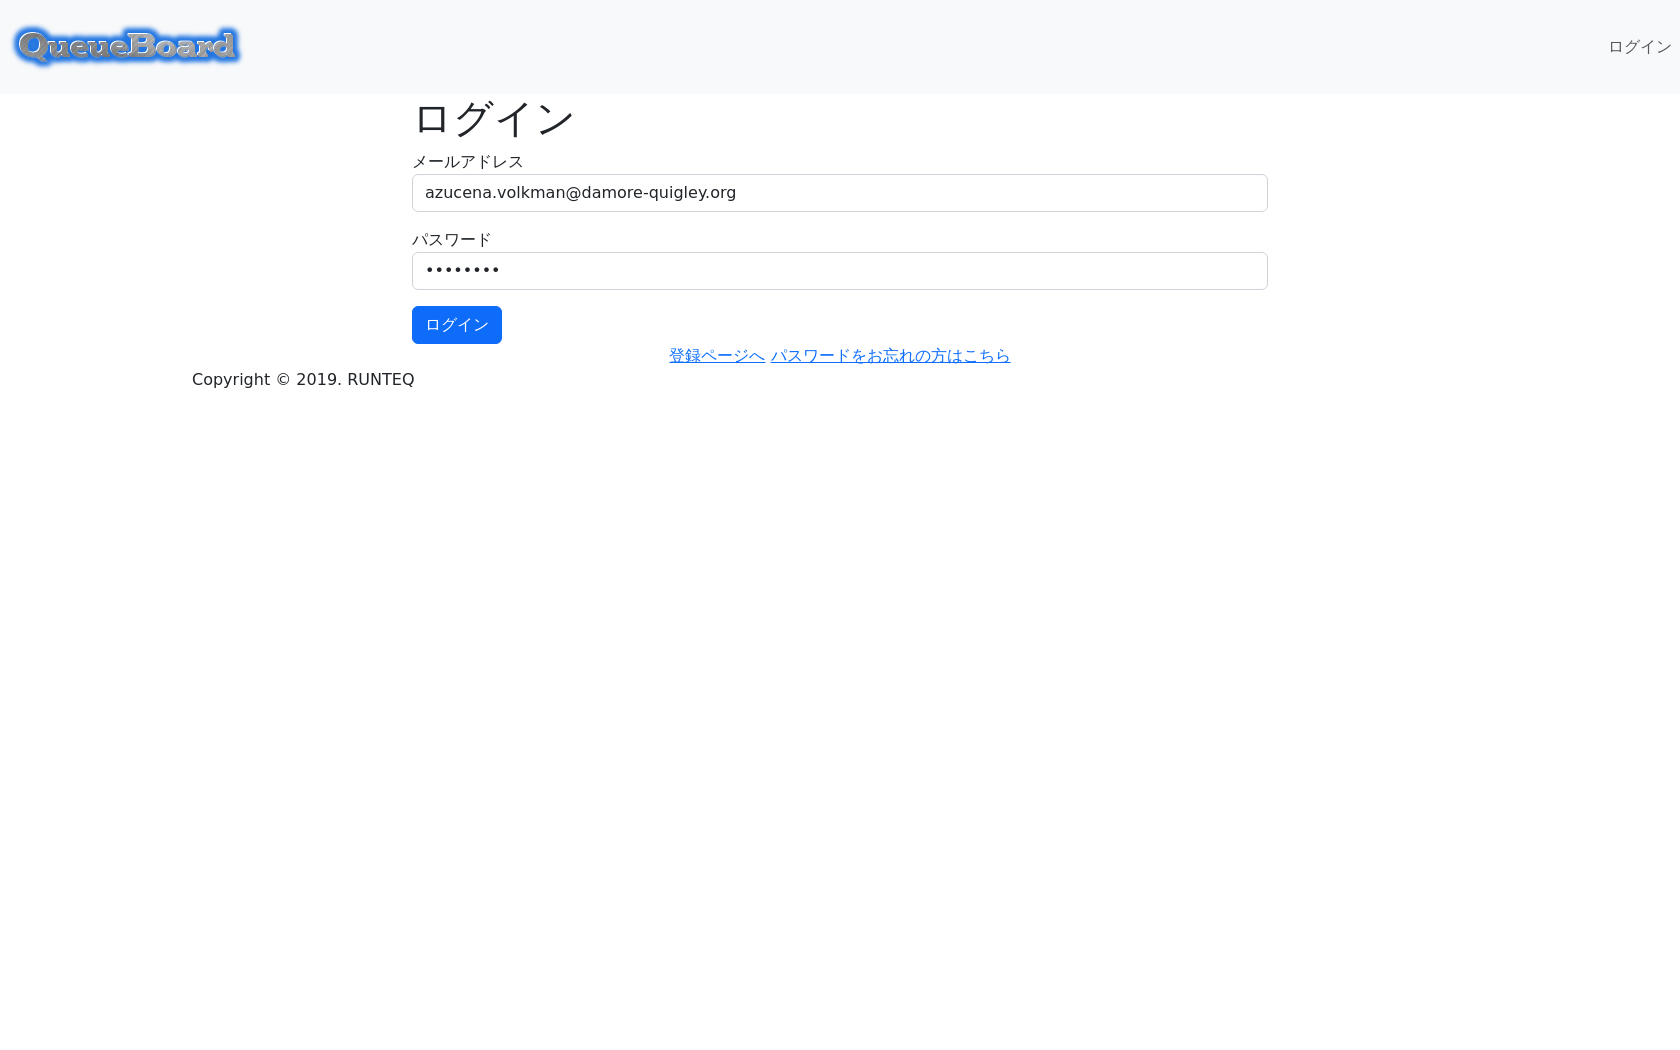 QueueBoard
ログイン
ログイン
メールアドレス
azucena.volkman@damore-quigley.org
パスワード
••••••••
ログイン
登録ページへ パスワードをお忘れの方はこちら
Copyright © 2019. RUNTEQ